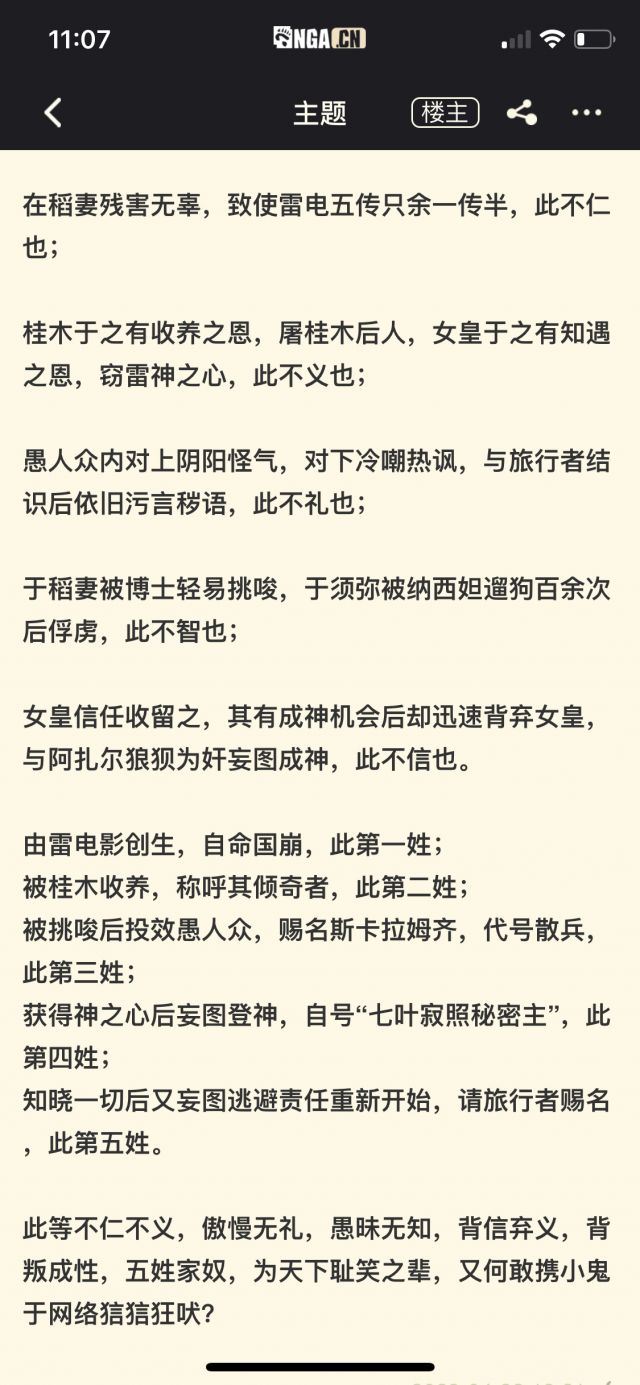 11:07
NGA.CN
主题
楼主
在稻妻残害无辜，致使雷电五传只余一传半，此不仁
也；
桂木于之有收养之恩，屠桂木后人，女皇于之有知遇
之恩，窃雷神之心，此不义也；
愚人众内对上阴阳怪气，对下冷嘲热讽，与旅行者结
识后依旧污言秽语，此不礼也；
于稻妻被博士轻易挑唆，于须弥被纳西妲遛狗百余次
后俘虏，此不智也；
女皇信任收留之，其有成神机会后却迅速背弃女皇，
与阿扎尔狼狈为奸妄图成神，此不信也。
由雷电影创生，自命国崩，此第一姓；
被桂木收养，称呼其倾奇者，此第二姓；
被挑唆后投效愚人众，赐名斯卡拉姆齐，代号散兵，
此第三姓；
获得神之心后妄图登神，自号“七叶寂照秘密主”，此
第四姓；
知晓一切后又妄图逃避责任重新开始，请旅行者赐名
，此第五姓。
此等不仁不义，傲慢无礼，愚昧无知，背信弃义，背
叛成性，五姓家奴，为天下耻笑之辈，又何敢携小鬼
于网络狺狺狂吠？